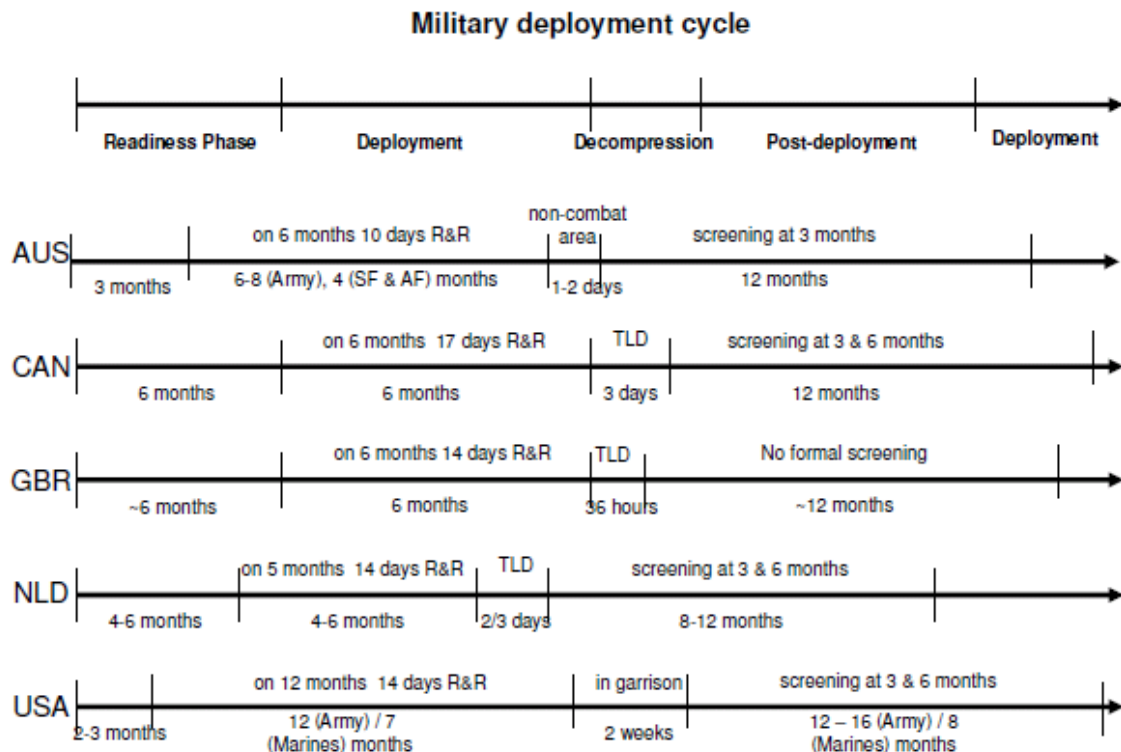 Military deployment cycle
Readiness Phase Deployment Decompression Post-deployment Deployment
non-combat
on 6 months 10 days R&R area screening at 3 months
AUS
3 months 6-8 (Army), 4 (SF & AF) months 1-2 days 12 months
on 6 months 17 days R&R TLD screening at 3 & 6 months
CAN
6 months 6 months 3 days 12 months
on 6 months 14 days R&R TLD No formal screening
GBR
~6 months 6 months 36 hours ~12 months
on 5 months 14 days R&R TLD screening at 3 & 6 months
NLD
4-6 months 4-6 months 2/3 days 8-12 months
on 12 months 14 days R&R in garrison screening at 3 & 6 months
USA
2-3 months 12 (Army) / 7 2 weeks 12 – 16 (Army) / 8
(Marines) months (Marines) months